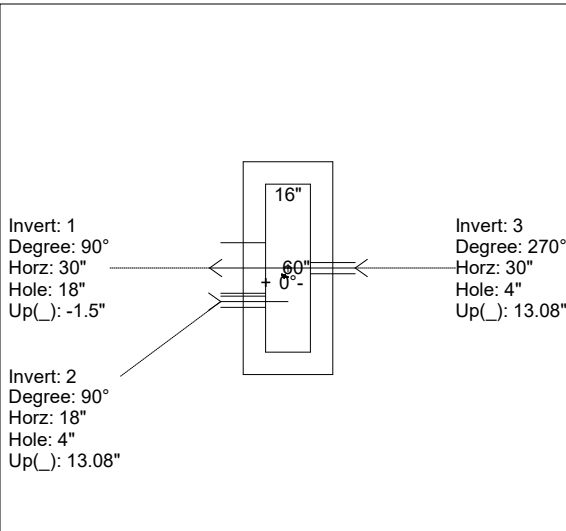 16"
60"
+ 0°-
Invert: 1
Degree: 90°
Horz: 30"
Hole: 18"
Up(_): -1.5"
Invert: 2
Degree: 90°
Horz: 18"
Hole: 4"
Up(_): 13.08"
Invert: 3
Degree: 270°
Horz: 30"
Hole: 4"
Up(_): 13.08"